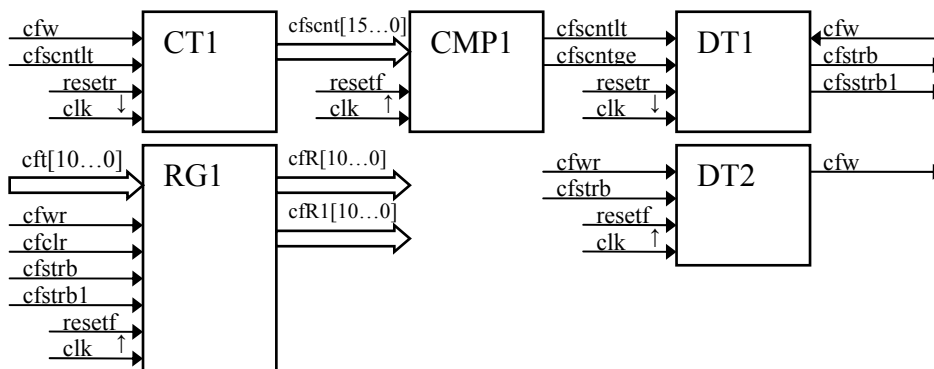 cfw
cfscntlt
resetr
clk ↓
CT1
cfscnt[15…0]
resetf
clk ↑
CMP1
cfscntlt
cfscntge
resetr
clk ↓
DT1
cfw
cfstrb
cfsstrb1
cft[10…0]
cfwr
cfclr
cfstrb
cfstrb1
resetf
clk ↑
RG1
cfR[10…0]
cfR1[10…0]
cfwr
cfstrb
resetf
clk ↑
DT2
cfw